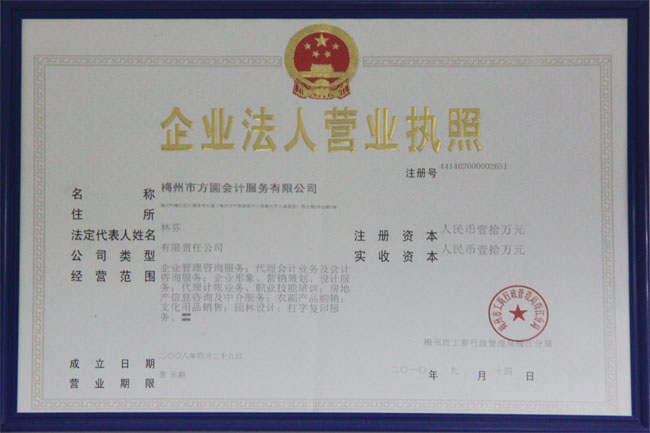 企业法人营业执照
注册号 441402000002651
名称 梅州市方圆会计服务有限公司
住所
法定代表人姓名 林芬
注册资本 人民币壹拾万元
公司类型 有限责任公司
实收资本 人民币壹拾万元
经营范围 企业管理咨询服务；代理会计业务及会计
咨询服务；企业形象、营销策划，设计服
务；代理计帐业务、职业技能培训；房地
产信息咨询及中介服务；农副产品购销；
文化用品销售；园林设计；打字复印服
务。
梅州市工商行政管理局梅江分局
成立日期 二〇〇八年四月二十八日
营业期限 至 长期
二〇一〇年九月十四日